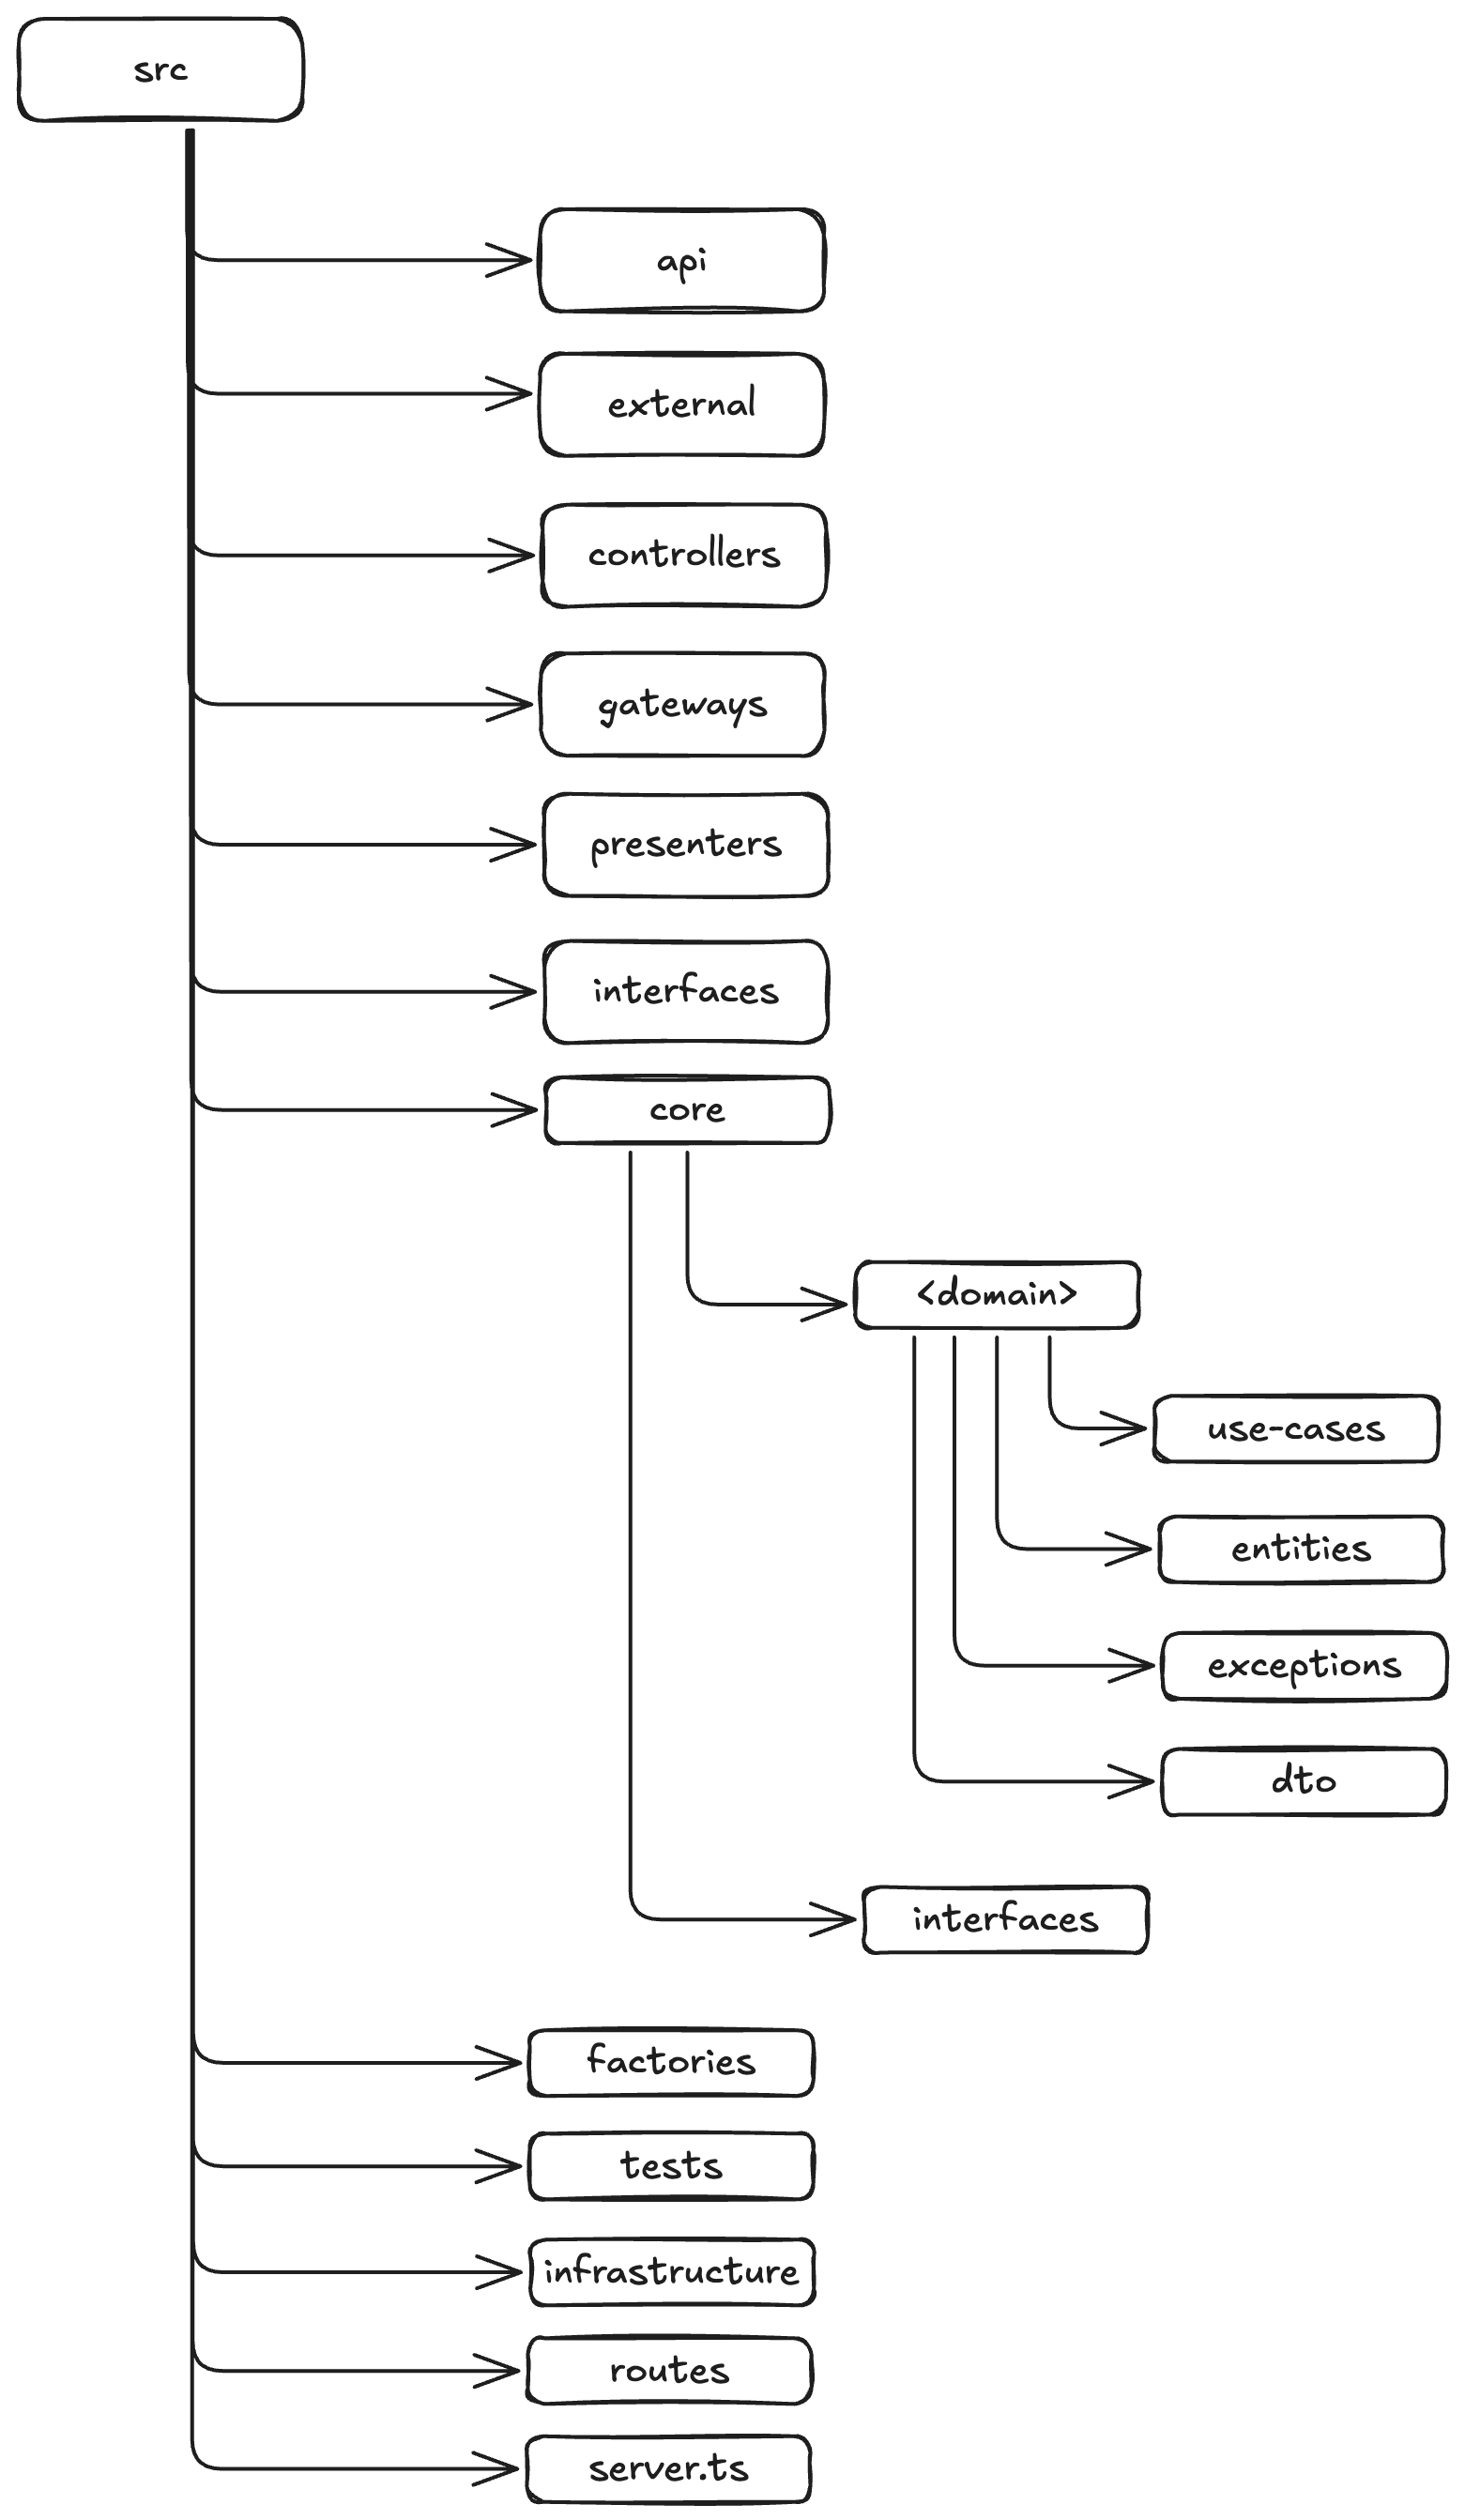 src
api
external
controllers
gateways
presenters
interfaces
core
<domain>
use-cases
entities
exceptions
dto
interfaces
factories
tests
infrastructure
routes
server.ts